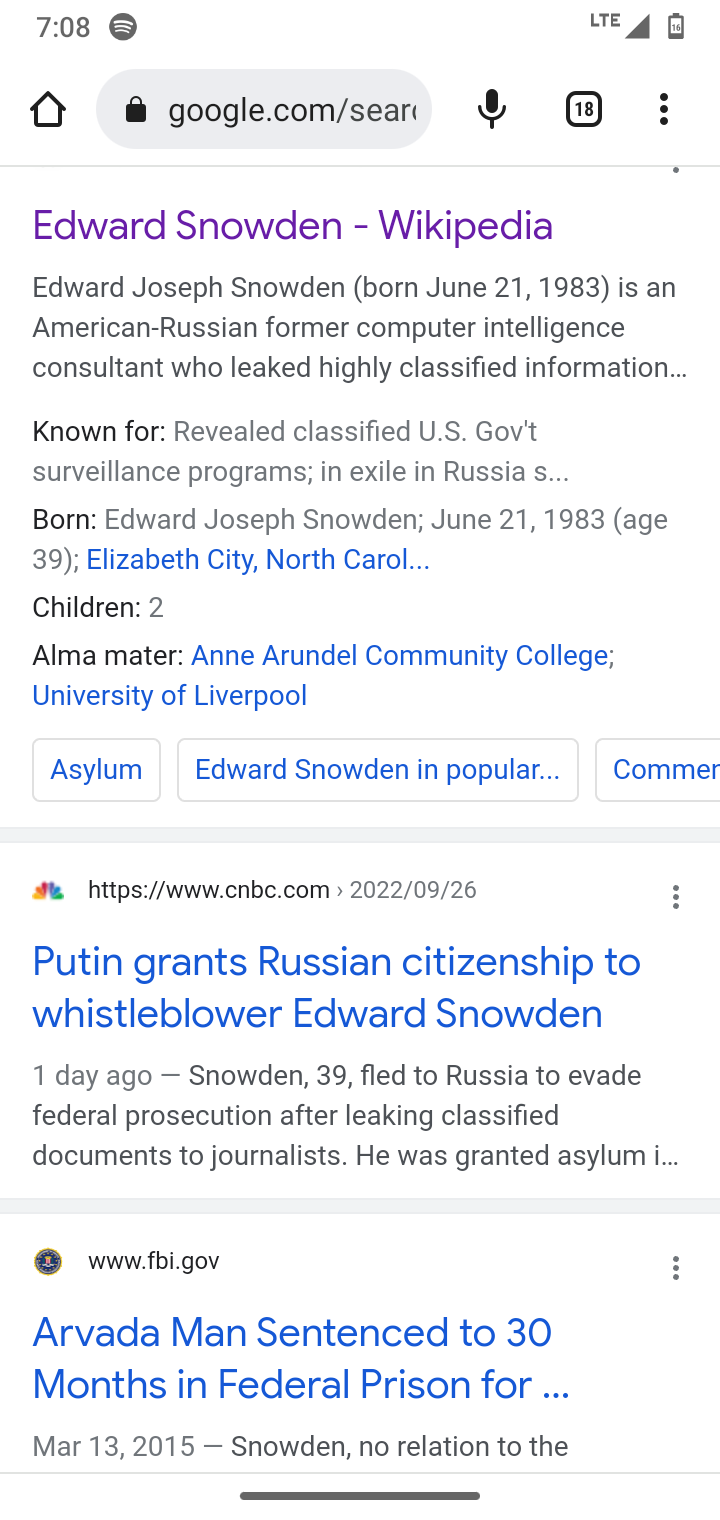 7:08
LTE
16
google.com/sear
18
Edward Snowden - Wikipedia
Edward Joseph Snowden (born June 21, 1983) is an
American-Russian former computer intelligence
consultant who leaked highly classified information...
Known for: Revealed classified U.S. Gov't
surveillance programs; in exile in Russia s...
Born: Edward Joseph Snowden; June 21, 1983 (age
39); Elizabeth City, North Carol...
Children: 2
Alma mater: Anne Arundel Community College;
University of Liverpool
Asylum
Edward Snowden in popular...
Commen
https://www.cnbc.com › 2022/09/26
Putin grants Russian citizenship to
whistleblower Edward Snowden
1 day ago — Snowden, 39, fled to Russia to evade
federal prosecution after leaking classified
documents to journalists. He was granted asylum i...
www.fbi.gov
Arvada Man Sentenced to 30
Months in Federal Prison for ...
Mar 13, 2015 — Snowden, no relation to the